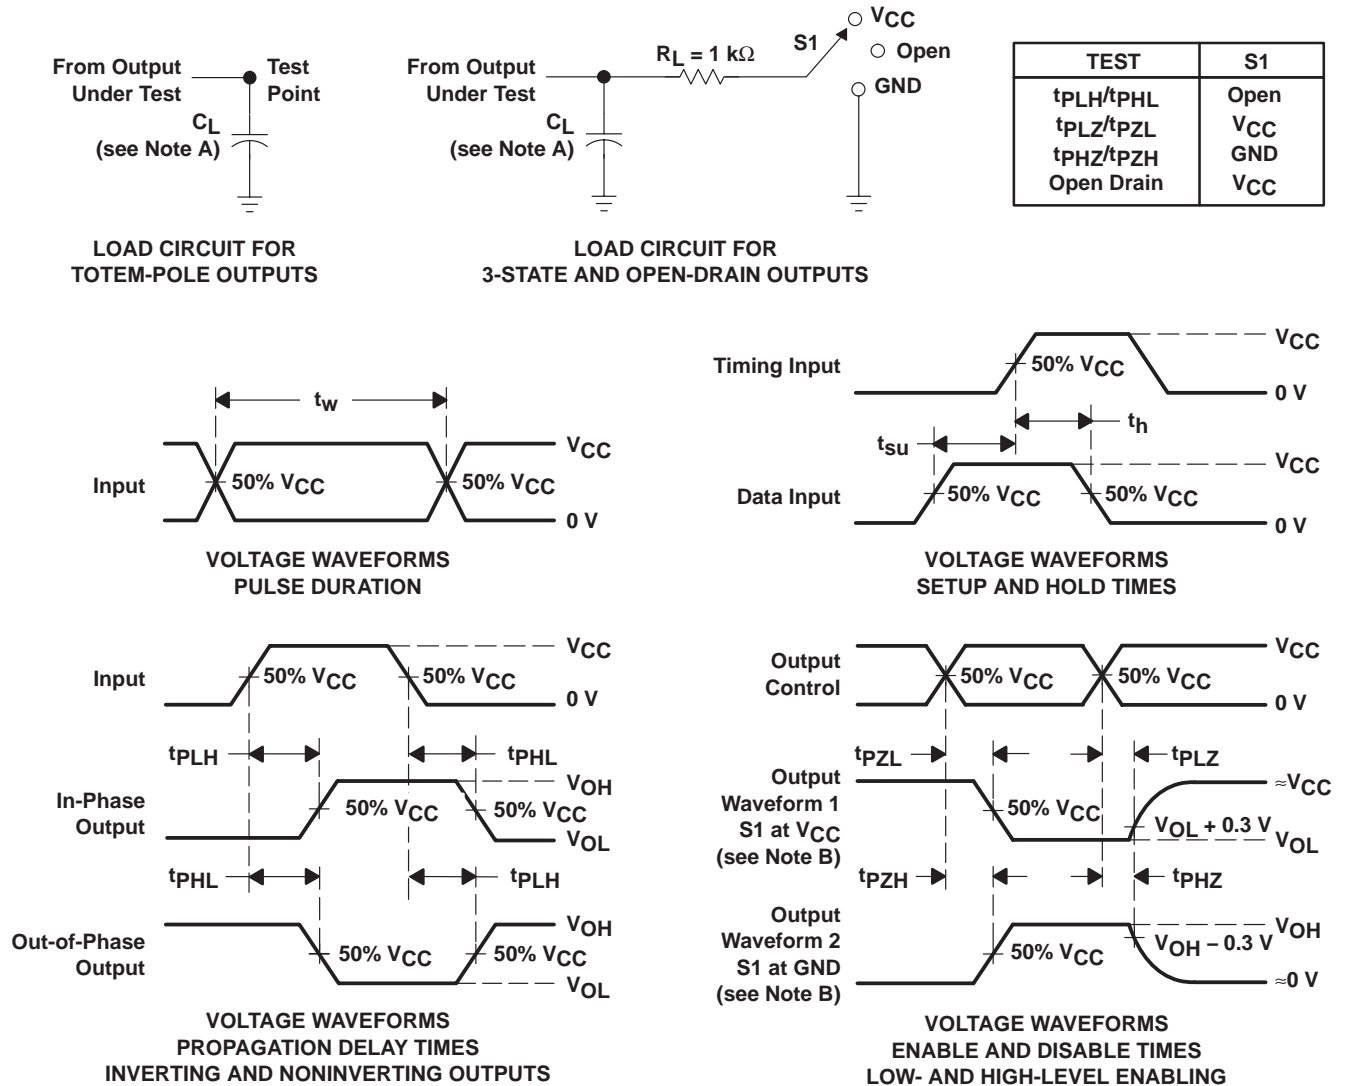 From Output
Under Test
Test
Point
CL
(see Note A)
LOAD CIRCUIT FOR
TOTEM-POLE OUTPUTS
From Output
Under Test
RL = 1 kΩ
S1
VCC
Open
GND
CL
(see Note A)
LOAD CIRCUIT FOR
3-STATE AND OPEN-DRAIN OUTPUTS
TEST S1
tPLH/tPHL Open
tPLZ/tPZL VCC
tPHZ/tPZH GND
Open Drain VCC
tw
Input
50% VCC
50% VCC
VCC
0 V
VOLTAGE WAVEFORMS
PULSE DURATION
Timing Input
50% VCC
VCC
0 V
tsu
th
Data Input
50% VCC
50% VCC
VCC
0 V
VOLTAGE WAVEFORMS
SETUP AND HOLD TIMES
Input
50% VCC
50% VCC
VCC
0 V
tPLH
tPHL
In-Phase
Output
50% VCC
50% VCC
VOH
VOL
tPHL
tPLH
Out-of-Phase
Output
50% VCC
50% VCC
VOH
VOL
VOLTAGE WAVEFORMS
PROPAGATION DELAY TIMES
INVERTING AND NONINVERTING OUTPUTS
Output
Control
50% VCC
50% VCC
VCC
0 V
tPZL
tPLZ
Output
Waveform 1
S1 at VCC
(see Note B)
50% VCC
≈VCC
VOL + 0.3 V
VOL
tPZH
tPHZ
Output
Waveform 2
S1 at GND
(see Note B)
50% VCC
VOH
VOH − 0.3 V
≈0 V
VOLTAGE WAVEFORMS
ENABLE AND DISABLE TIMES
LOW- AND HIGH-LEVEL ENABLING